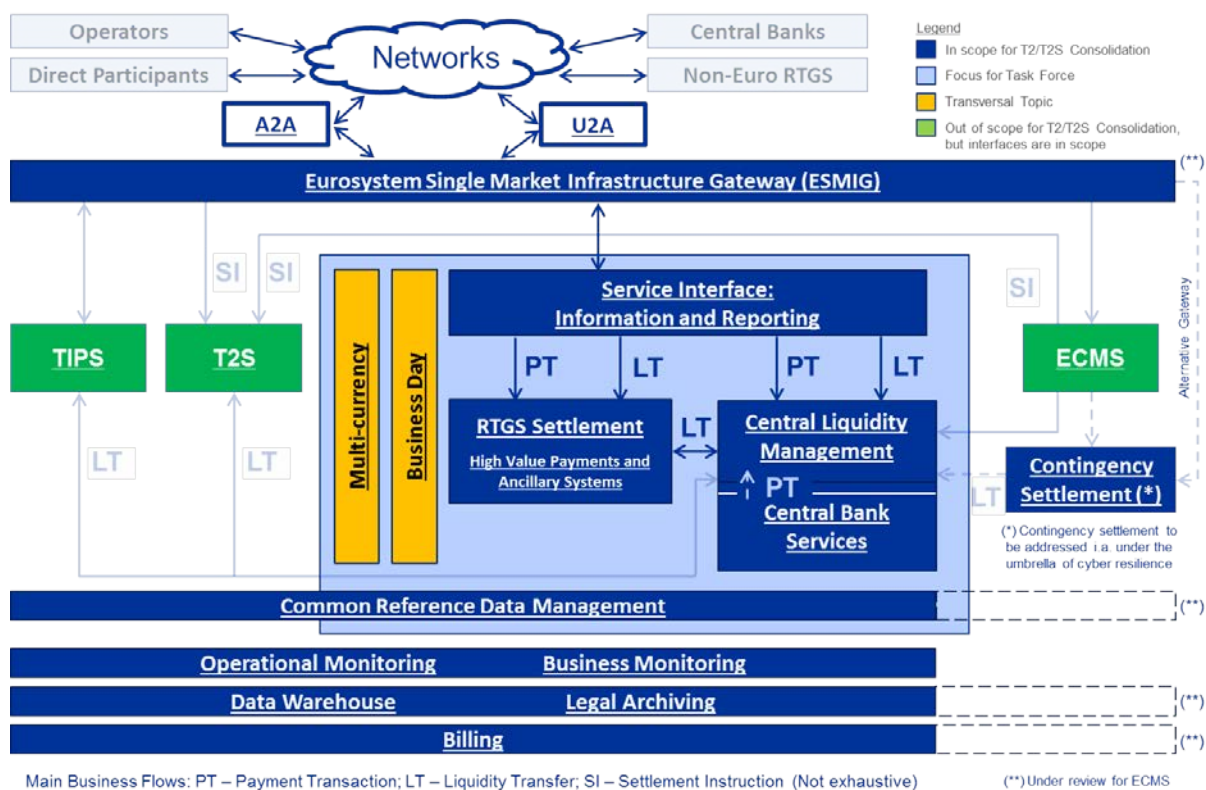 Operators
Direct Participants
Networks
Central Banks
Non-Euro RTGS
Legend
In scope for T2/T2S Consolidation
Focus for Task Force
Transversal Topic
Out of scope for T2/T2S Consolidation,
but interfaces are in scope
A2A
U2A
Eurosystem Single Market Infrastructure Gateway (ESMIG)
(**)
SI
SI
SI
Alternative Gateway
TIPS
T2S
ECMS
Multi-currency
Business Day
Service Interface:
Information and Reporting
PT
LT
PT
LT
RTGS Settlement
High Value Payments and
Ancillary Systems
LT
Central Liquidity
Management
PT
Central Bank
Services
LT
LT
LT
Contingency
Settlement (*)
(*) Contingency settlement to
be addressed i.a. under the
umbrella of cyber resilience
Common Reference Data Management
(**)
Operational Monitoring
Business Monitoring
Data Warehouse
Legal Archiving
(**)
Billing
(**)
Main Business Flows: PT – Payment Transaction; LT – Liquidity Transfer; SI – Settlement Instruction (Not exhaustive)
(**) Under review for ECMS